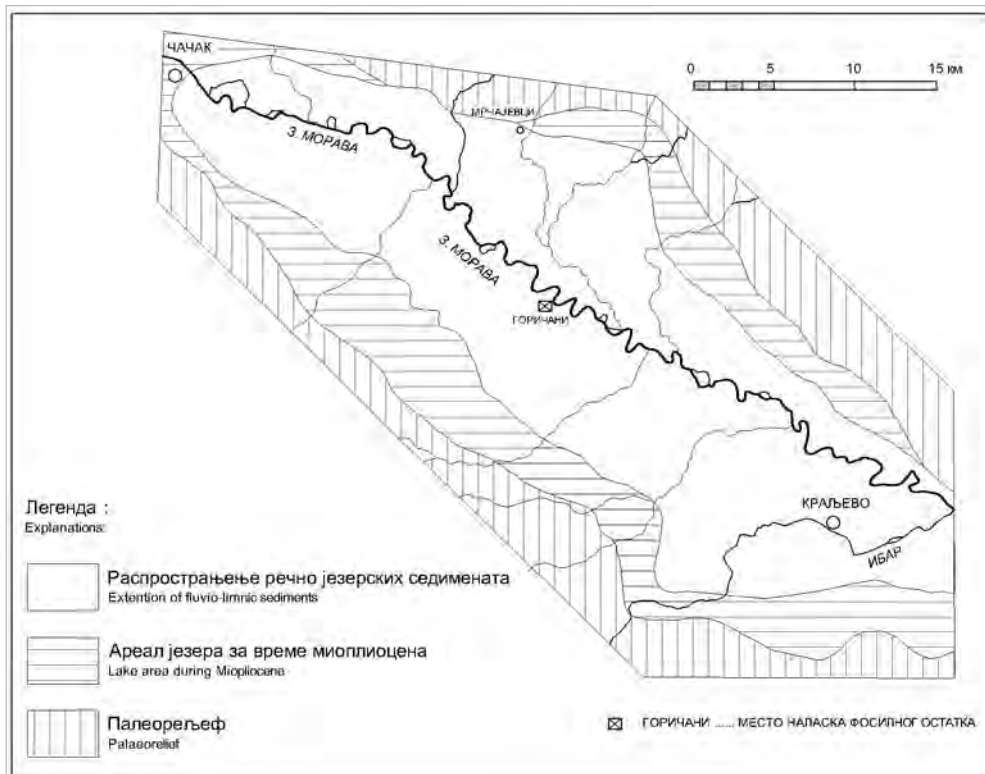 ЧАЧАК
0 5 10 15 км
МРЧАЈЕВЦИ
З. МОРАВА
З. МОРАВА
ГОРИЧАНИ
КРАЉЕВО
ИБАР
Легенда :
Explanations:
Распрострањење речно језерских седимената
Extention of fluvio-limnic sediments
Ареал језера за време миоплиоцена
Lake area during Miopliocene
Палеорељеф
Palaeorelief
ГОРИЧАНИ ...... МЕСТО НАЛАСКА ФОСИЛНОГ ОСТАТКА